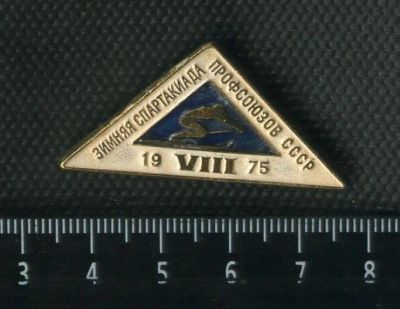 ЗИМНЯЯ СПАРТАКИАДА
ПРОФСОЮЗОВ СССР
19 VIII 75
3 4 5 6 7 8